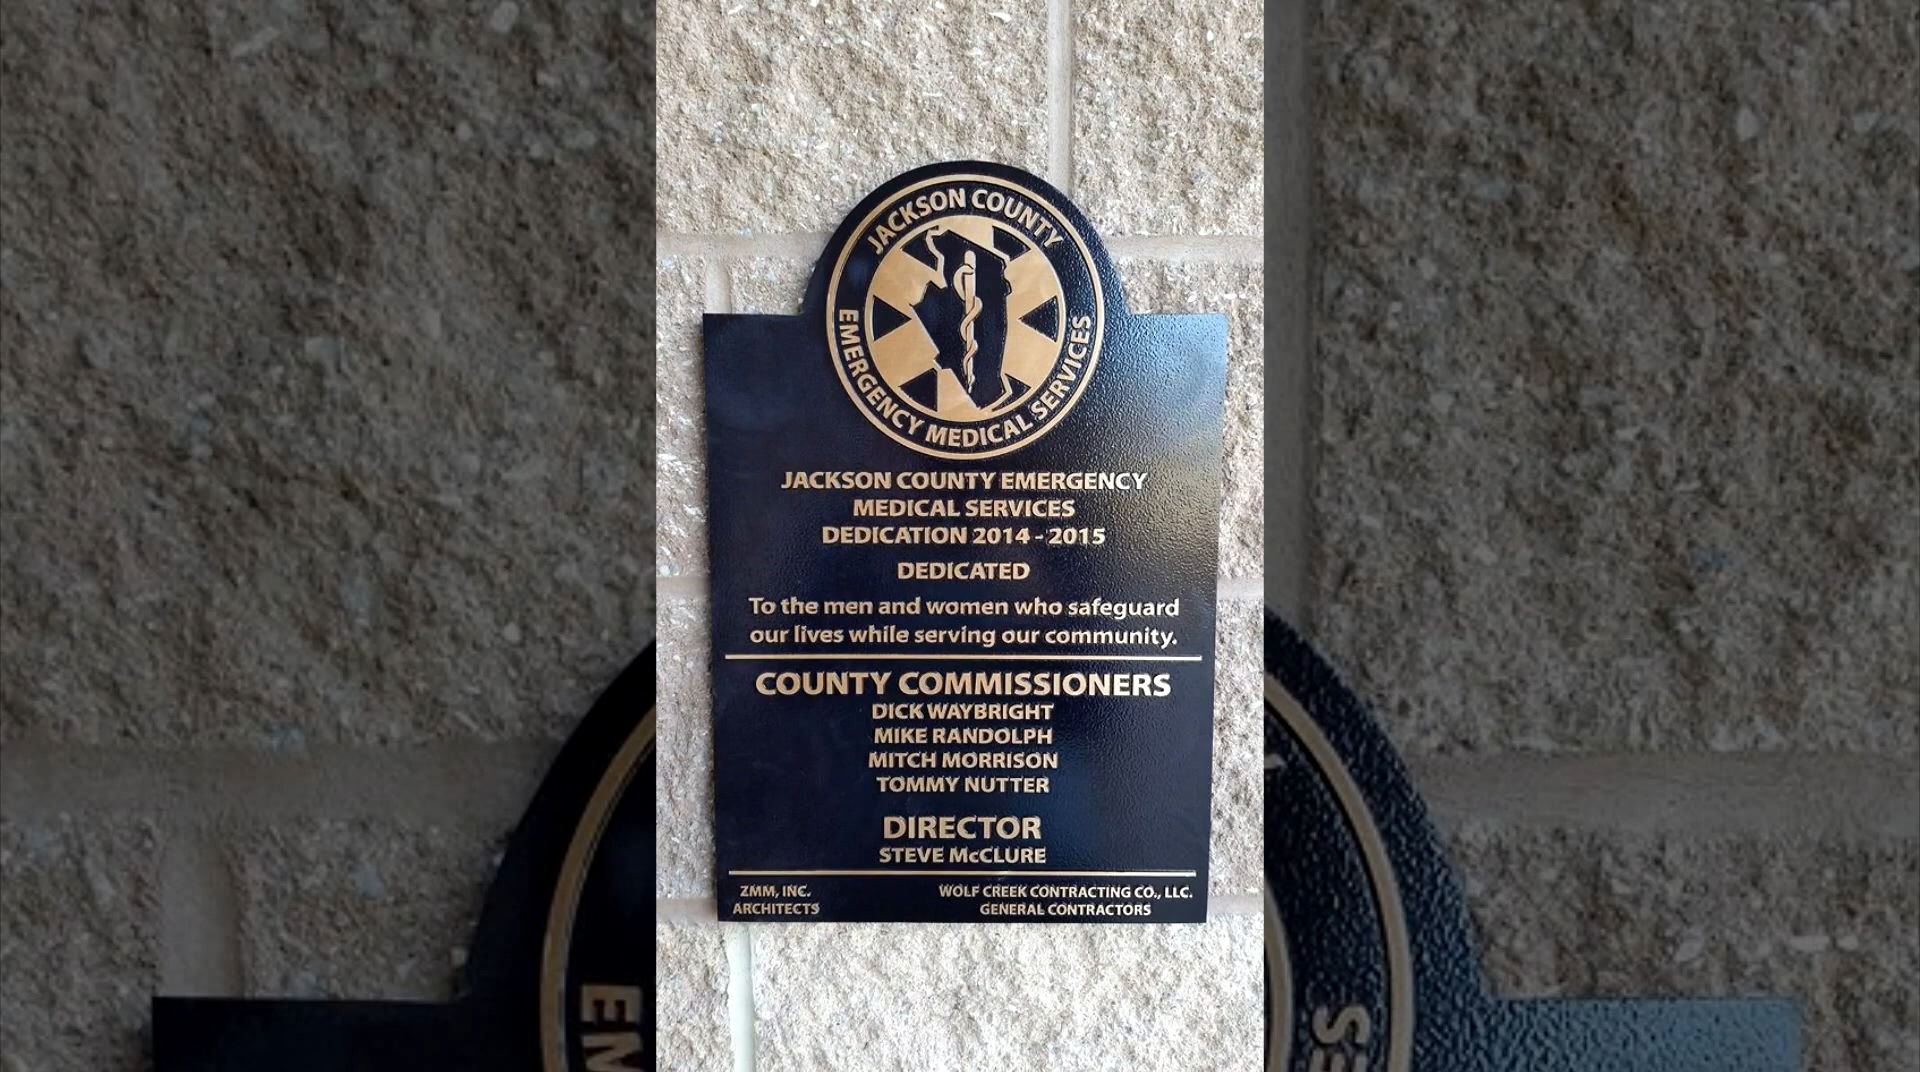 JACKSON COUNTY
EMERGENCY MEDICAL SERVICES
JACKSON COUNTY EMERGENCY
MEDICAL SERVICES
DEDICATION 2014 - 2015
DEDICATED
To the men and women who safeguard
our lives while serving our community.
COUNTY COMMISSIONERS
DICK WAYBRIGHT
MIKE RANDOLPH
MITCH MORRISON
TOMMY NUTTER
DIRECTOR
STEVE McCLURE
ZMM, INC.
ARCHITECTS
WOLF CREEK CONTRACTING CO., LLC.
GENERAL CONTRACTORS